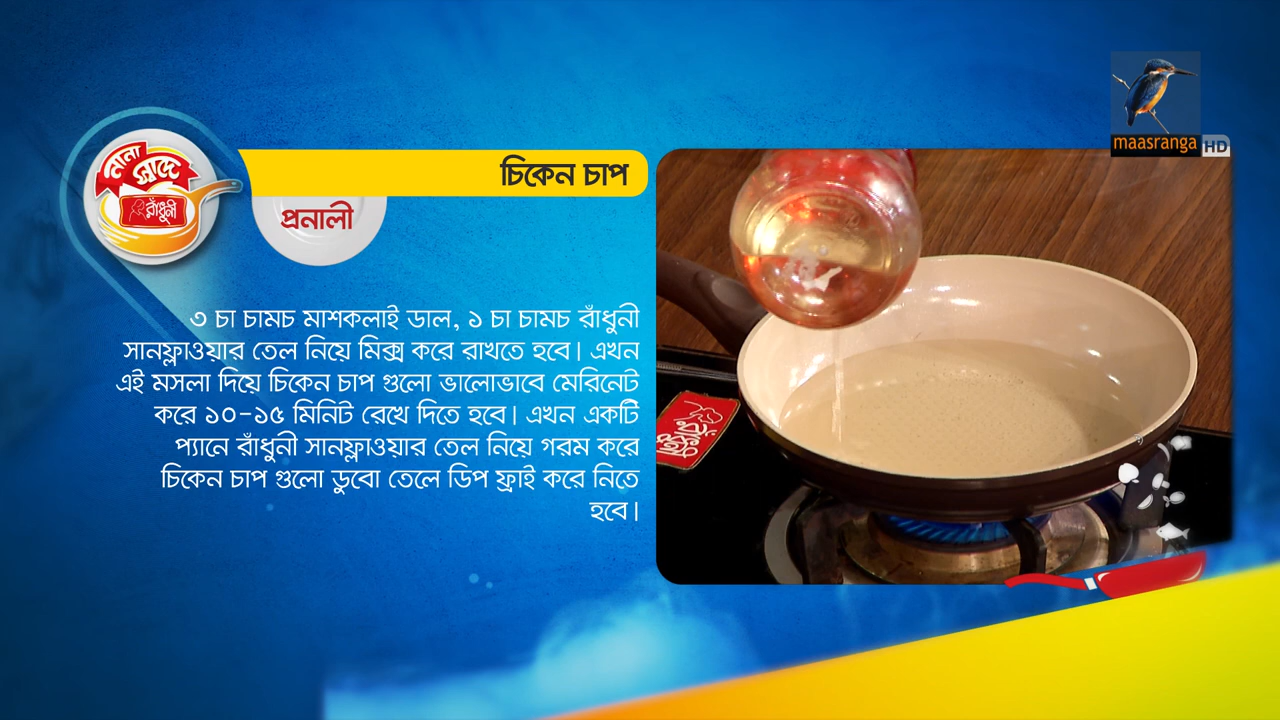 নানা
স্বাদে
রাঁধুনী
চিকেন চাপ
প্রনালী
৩ চা চামচ মাশকলাই ডাল, ১ চা চামচ রাঁধুনী
সানফ্লাওয়ার তেল নিয়ে মিক্স করে রাখতে হবে। এখন
এই মসলা দিয়ে চিকেন চাপ গুলো ভালোভাবে মেরিনেট
করে ১০-১৫ মিনিট রেখে দিতে হবে। এখন একটি
প্যানে রাঁধুনী সানফ্লাওয়ার তেল নিয়ে গরম করে
চিকেন চাপ গুলো ডুবো তেলে ডিপ ফ্রাই করে নিতে
হবে।
maasranga HD
রাঁধুনী